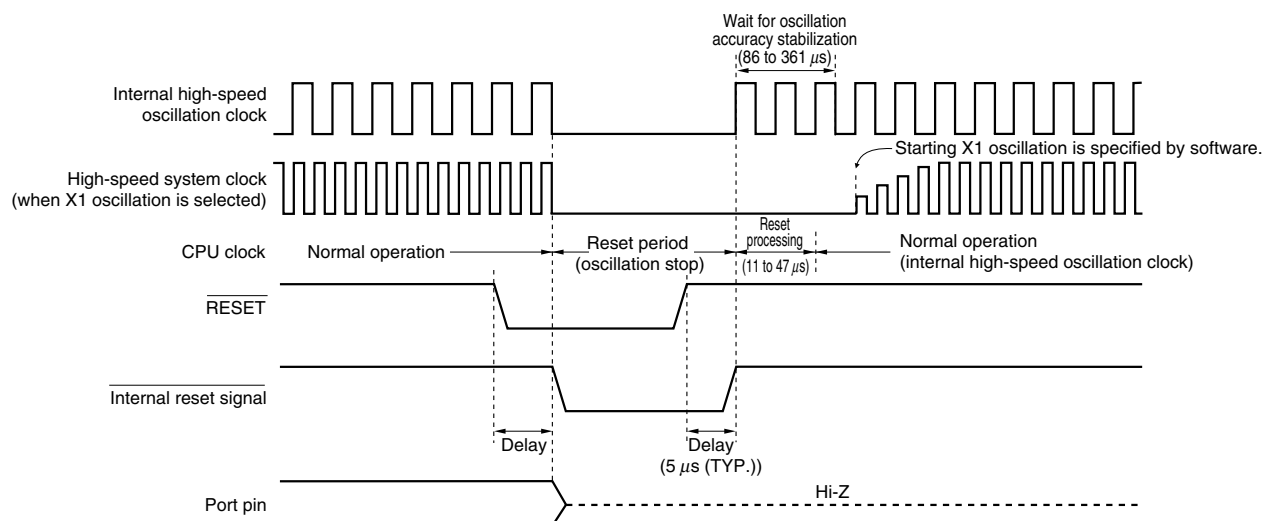 Wait for oscillation
accuracy stabilization
(86 to 361 μs)
Internal high-speed
oscillation clock
Starting X1 oscillation is specified by software.
High-speed system clock
(when X1 oscillation is selected)
CPU clock
Normal operation
Reset period
(oscillation stop)
Reset
processing
(11 to 47 μs)
Normal operation
(internal high-speed oscillation clock)
RESET
Internal reset signal
Delay
Delay
(5 μs (TYP.))
Port pin
Hi-Z